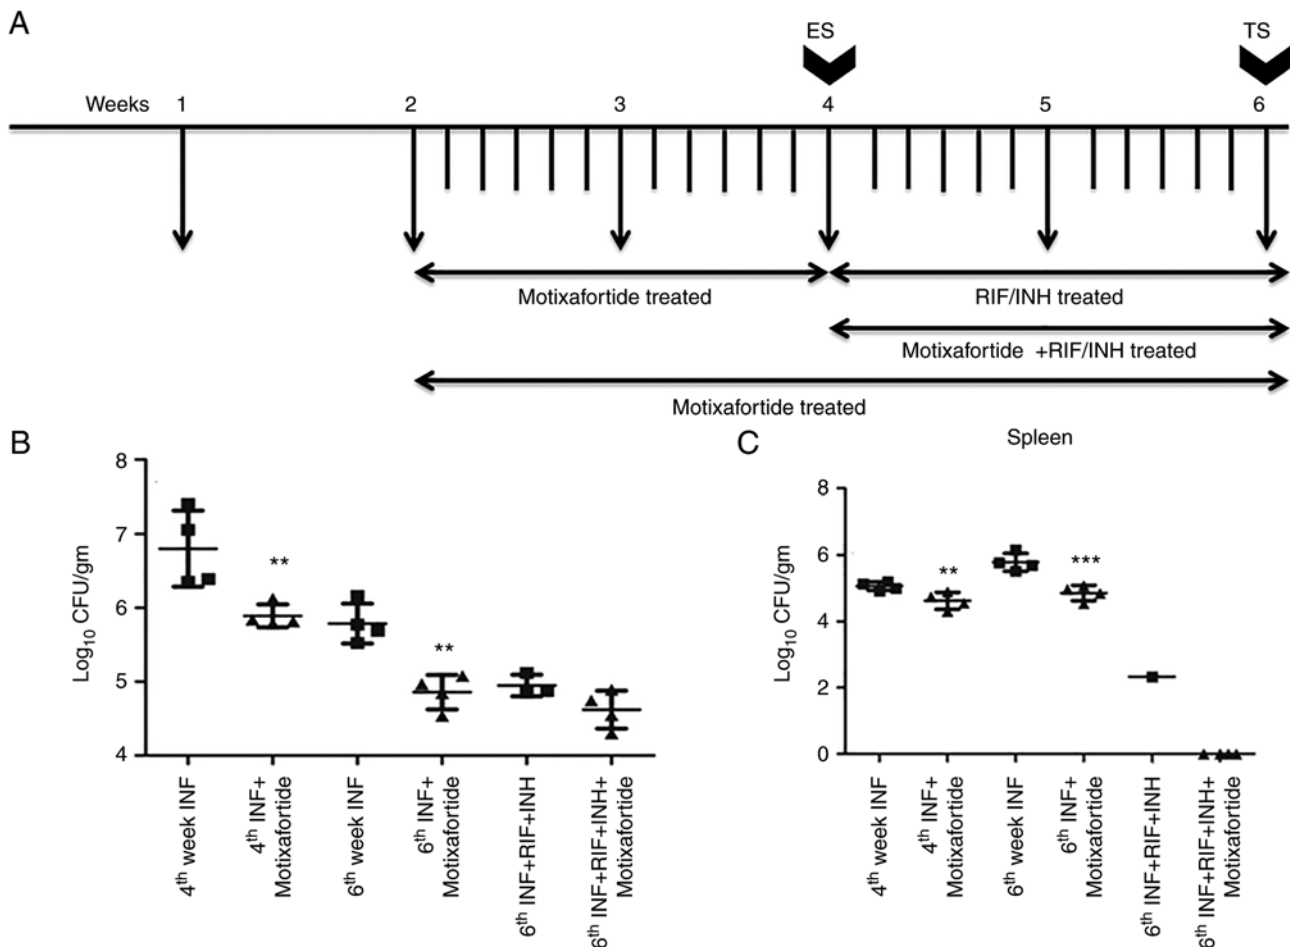 A
ES
TS
Weeks 1 2 3 4 5 6
Motixafortide treated
RIF/INH treated
Motixafortide +RIF/INH treated
Motixafortide treated
B
8
7
6
5
4
Log10 CFU/gm
4th week INF
4th INF+
Motixafortide
6th week INF
6th INF+
Motixafortide
6th INF+RIF+INH
6th INF+RIF+INH+
Motixafortide
**
**
C
Spleen
8
6
4
2
0
Log10 CFU/gm
4th week INF
4th INF+
Motixafortide
6th week INF
6th INF+
Motixafortide
6th INF+RIF+INH
6th INF+RIF+INH+
Motixafortide
**
***